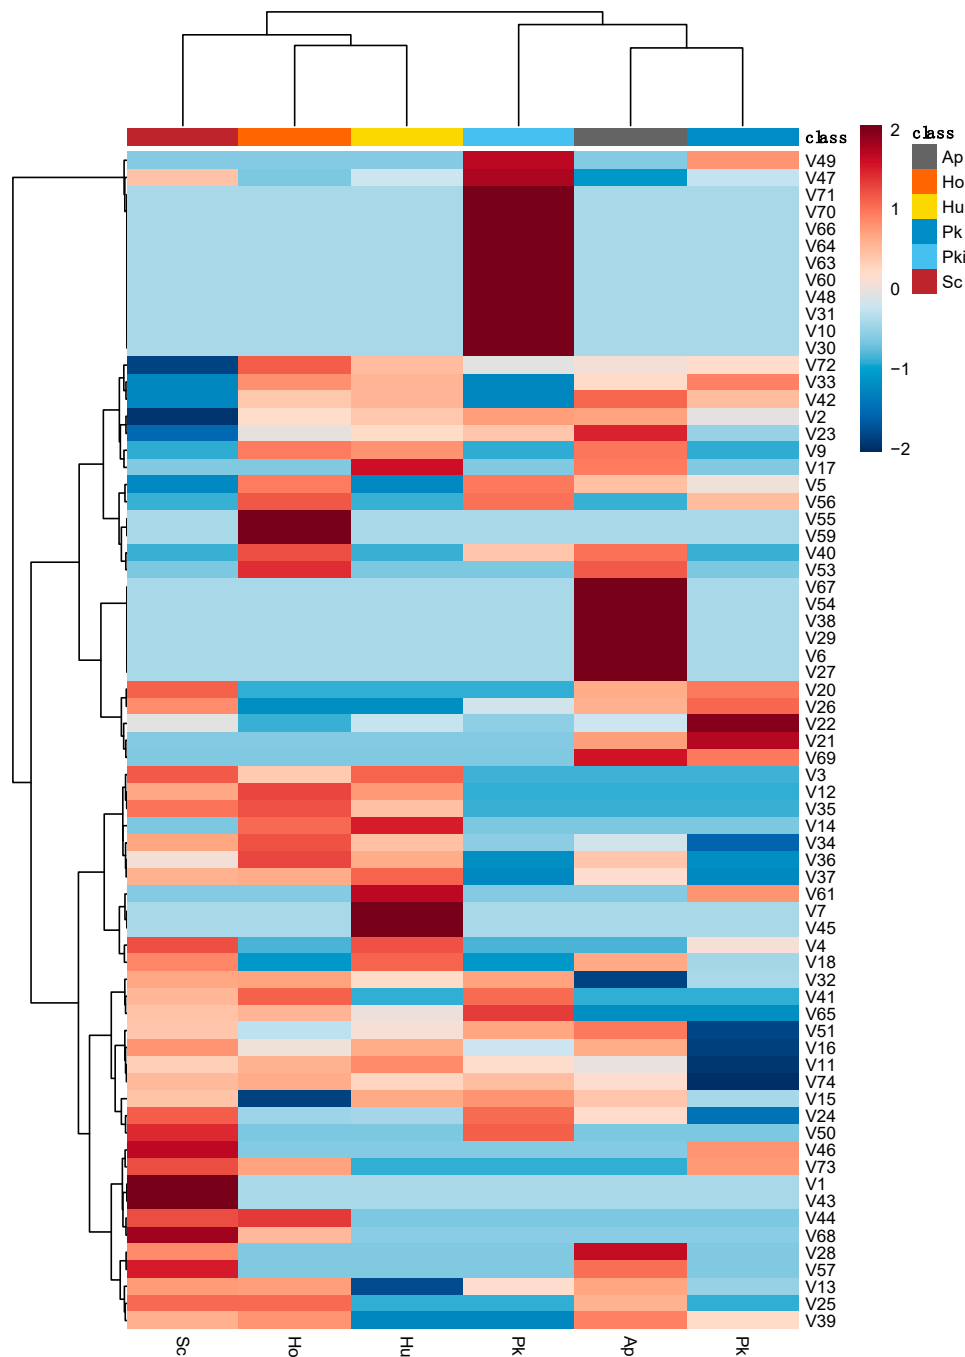 class
V49
V47
V71
V70
V66
V64
V63
V60
V48
V31
V10
V30
V72
V33
V42
V2
V23
V9
V17
V5
V56
V55
V59
V40
V53
V67
V54
V38
V29
V6
V27
V20
V26
V22
V21
V69
V3
V12
V35
V14
V34
V36
V37
V61
V7
V45
V4
V18
V32
V41
V65
V51
V16
V11
V74
V15
V24
V50
V46
V73
V1
V43
V44
V68
V28
V57
V13
V25
V39
2
1
0
−1
−2
class
Ap
Ho
Hu
Pk
Pki
Sc
Sc
Ho
Hu
Pk
Ap
Pk